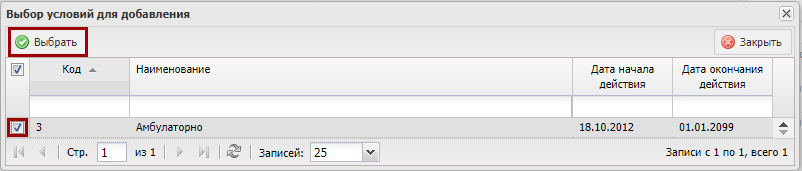 Выбор условий для добавления
Выбрать Закрыть
Код Наименование Дата начала действия Дата окончания действия
3 Амбулаторно 18.10.2012 01.01.2099
Стр. 1 из 1 Записей: 25 Записи с 1 по 1, всего 1